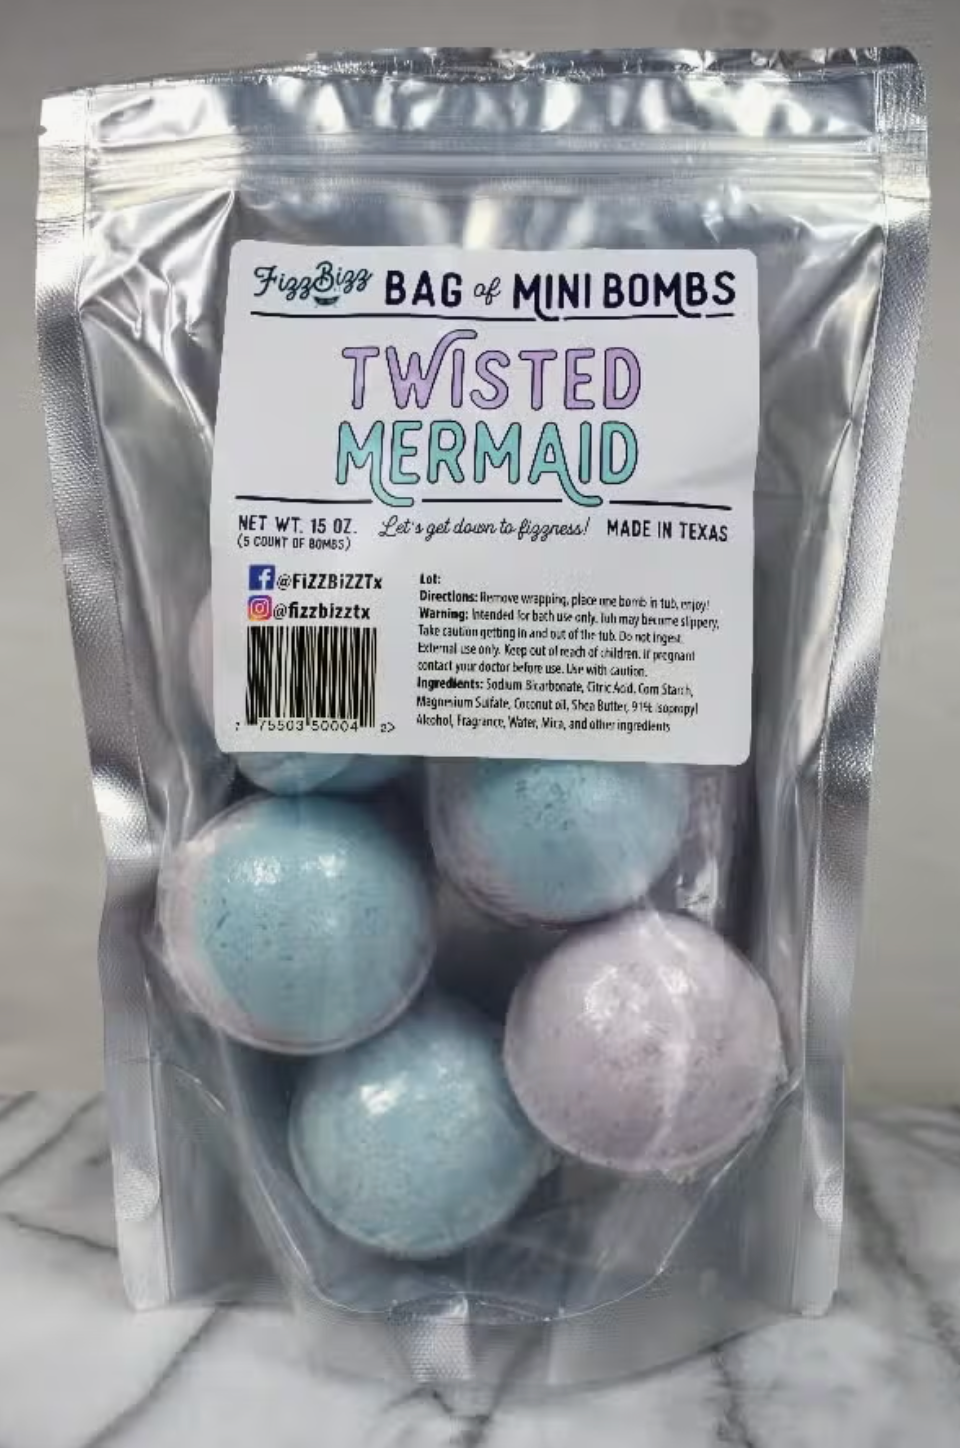 FizzBizz BAG of MINI BOMBS
TWISTED
MERMAID
NET WT. 15 OZ.
(5 COUNT OF BOMBS)
Let's get down to fizzness!
MADE IN TEXAS
@FiZZBiZZTx
@fizzbizztx
7 75503 50004 2>
Lot:
Directions: Remove wrapping, place one bomb in tub, enjoy!
Warning: Intended for bath use only. Tub may become slippery,
Take caution getting in and out of the tub. Do not ingest.
External use only. Keep out of reach of children. If pregnant
contact your doctor before use. Use with caution.
Ingredients: Sodium Bicarbonate, Citric Acid, Corn Starch,
Magnesium Sulfate, Coconut oil, Shea Butter, 91% Isopropyl
Alcohol, Fragrance, Water, Mica, and other ingredients